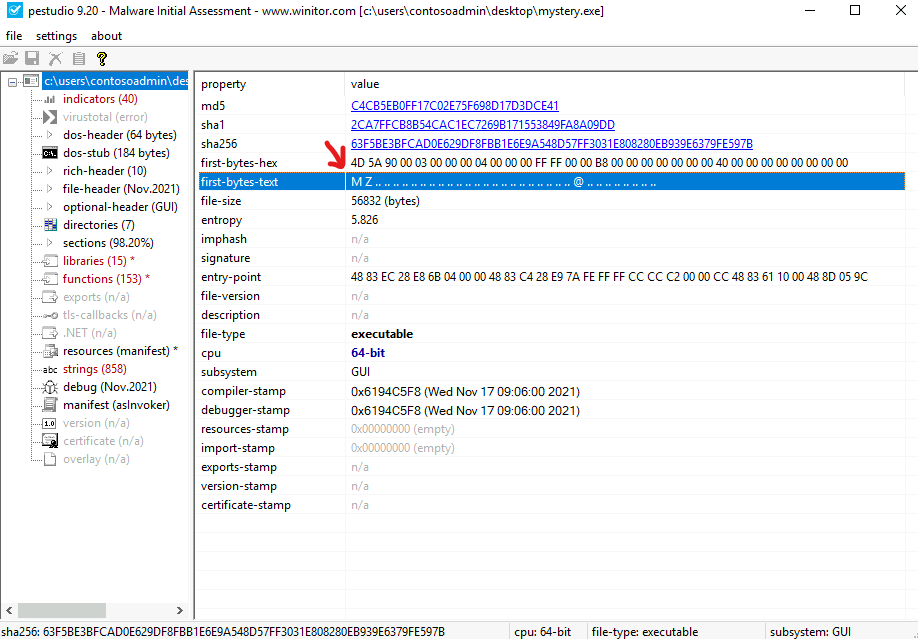 pestudio 9.20 - Malware Initial Assessment - www.winitor.com [c:\users\contosoadmin\desktop\mystery.exe]
file settings about
c:\users\contosoadmin\des
indicators (40)
virustotal (error)
dos-header (64 bytes)
dos-stub (184 bytes)
rich-header (10)
file-header (Nov.2021)
optional-header (GUI)
directories (7)
sections (98.20%)
libraries (15) *
functions (153) *
exports (n/a)
tls-callbacks (n/a)
.NET (n/a)
resources (manifest) *
abc strings (858)
debug (Nov.2021)
manifest (asInvoker)
1.0 version (n/a)
certificate (n/a)
overlay (n/a)
property value
md5 C4CB5EB0FF17C02E75F698D17D3DCE41
sha1 2CA7FFCB8B54CAC1EC7269B171553849FA8A09DD
sha256 63F5BE3BFCAD0E629DF8FBB1E6E9A548D57FF3031E808280EB939E6379FE597B
first-bytes-hex 4D 5A 90 00 03 00 00 00 04 00 00 00 FF FF 00 00 B8 00 00 00 00 00 00 00 40 00 00 00 00 00 00 00
first-bytes-text M Z .. .. .. .. .. .. .. .. .. .. .. .. .. .. .. .. .. .. .. .. .. .. @ .. .. .. .. .. .. ..
file-size 56832 (bytes)
entropy 5.826
imphash n/a
signature n/a
entry-point 48 83 EC 28 E8 6B 04 00 00 48 83 C4 28 E9 7A FE FF FF CC CC C2 00 00 CC 48 83 61 10 00 48 8D 05 9C
file-version n/a
description n/a
file-type executable
cpu 64-bit
subsystem GUI
compiler-stamp 0x6194C5F8 (Wed Nov 17 09:06:00 2021)
debugger-stamp 0x6194C5F8 (Wed Nov 17 09:06:00 2021)
resources-stamp 0x00000000 (empty)
import-stamp 0x00000000 (empty)
exports-stamp n/a
version-stamp n/a
certificate-stamp n/a
sha256: 63F5BE3BFCAD0E629DF8FBB1E6E9A548D57FF3031E808280EB939E6379FE597B cpu: 64-bit file-type: executable subsystem: GUI